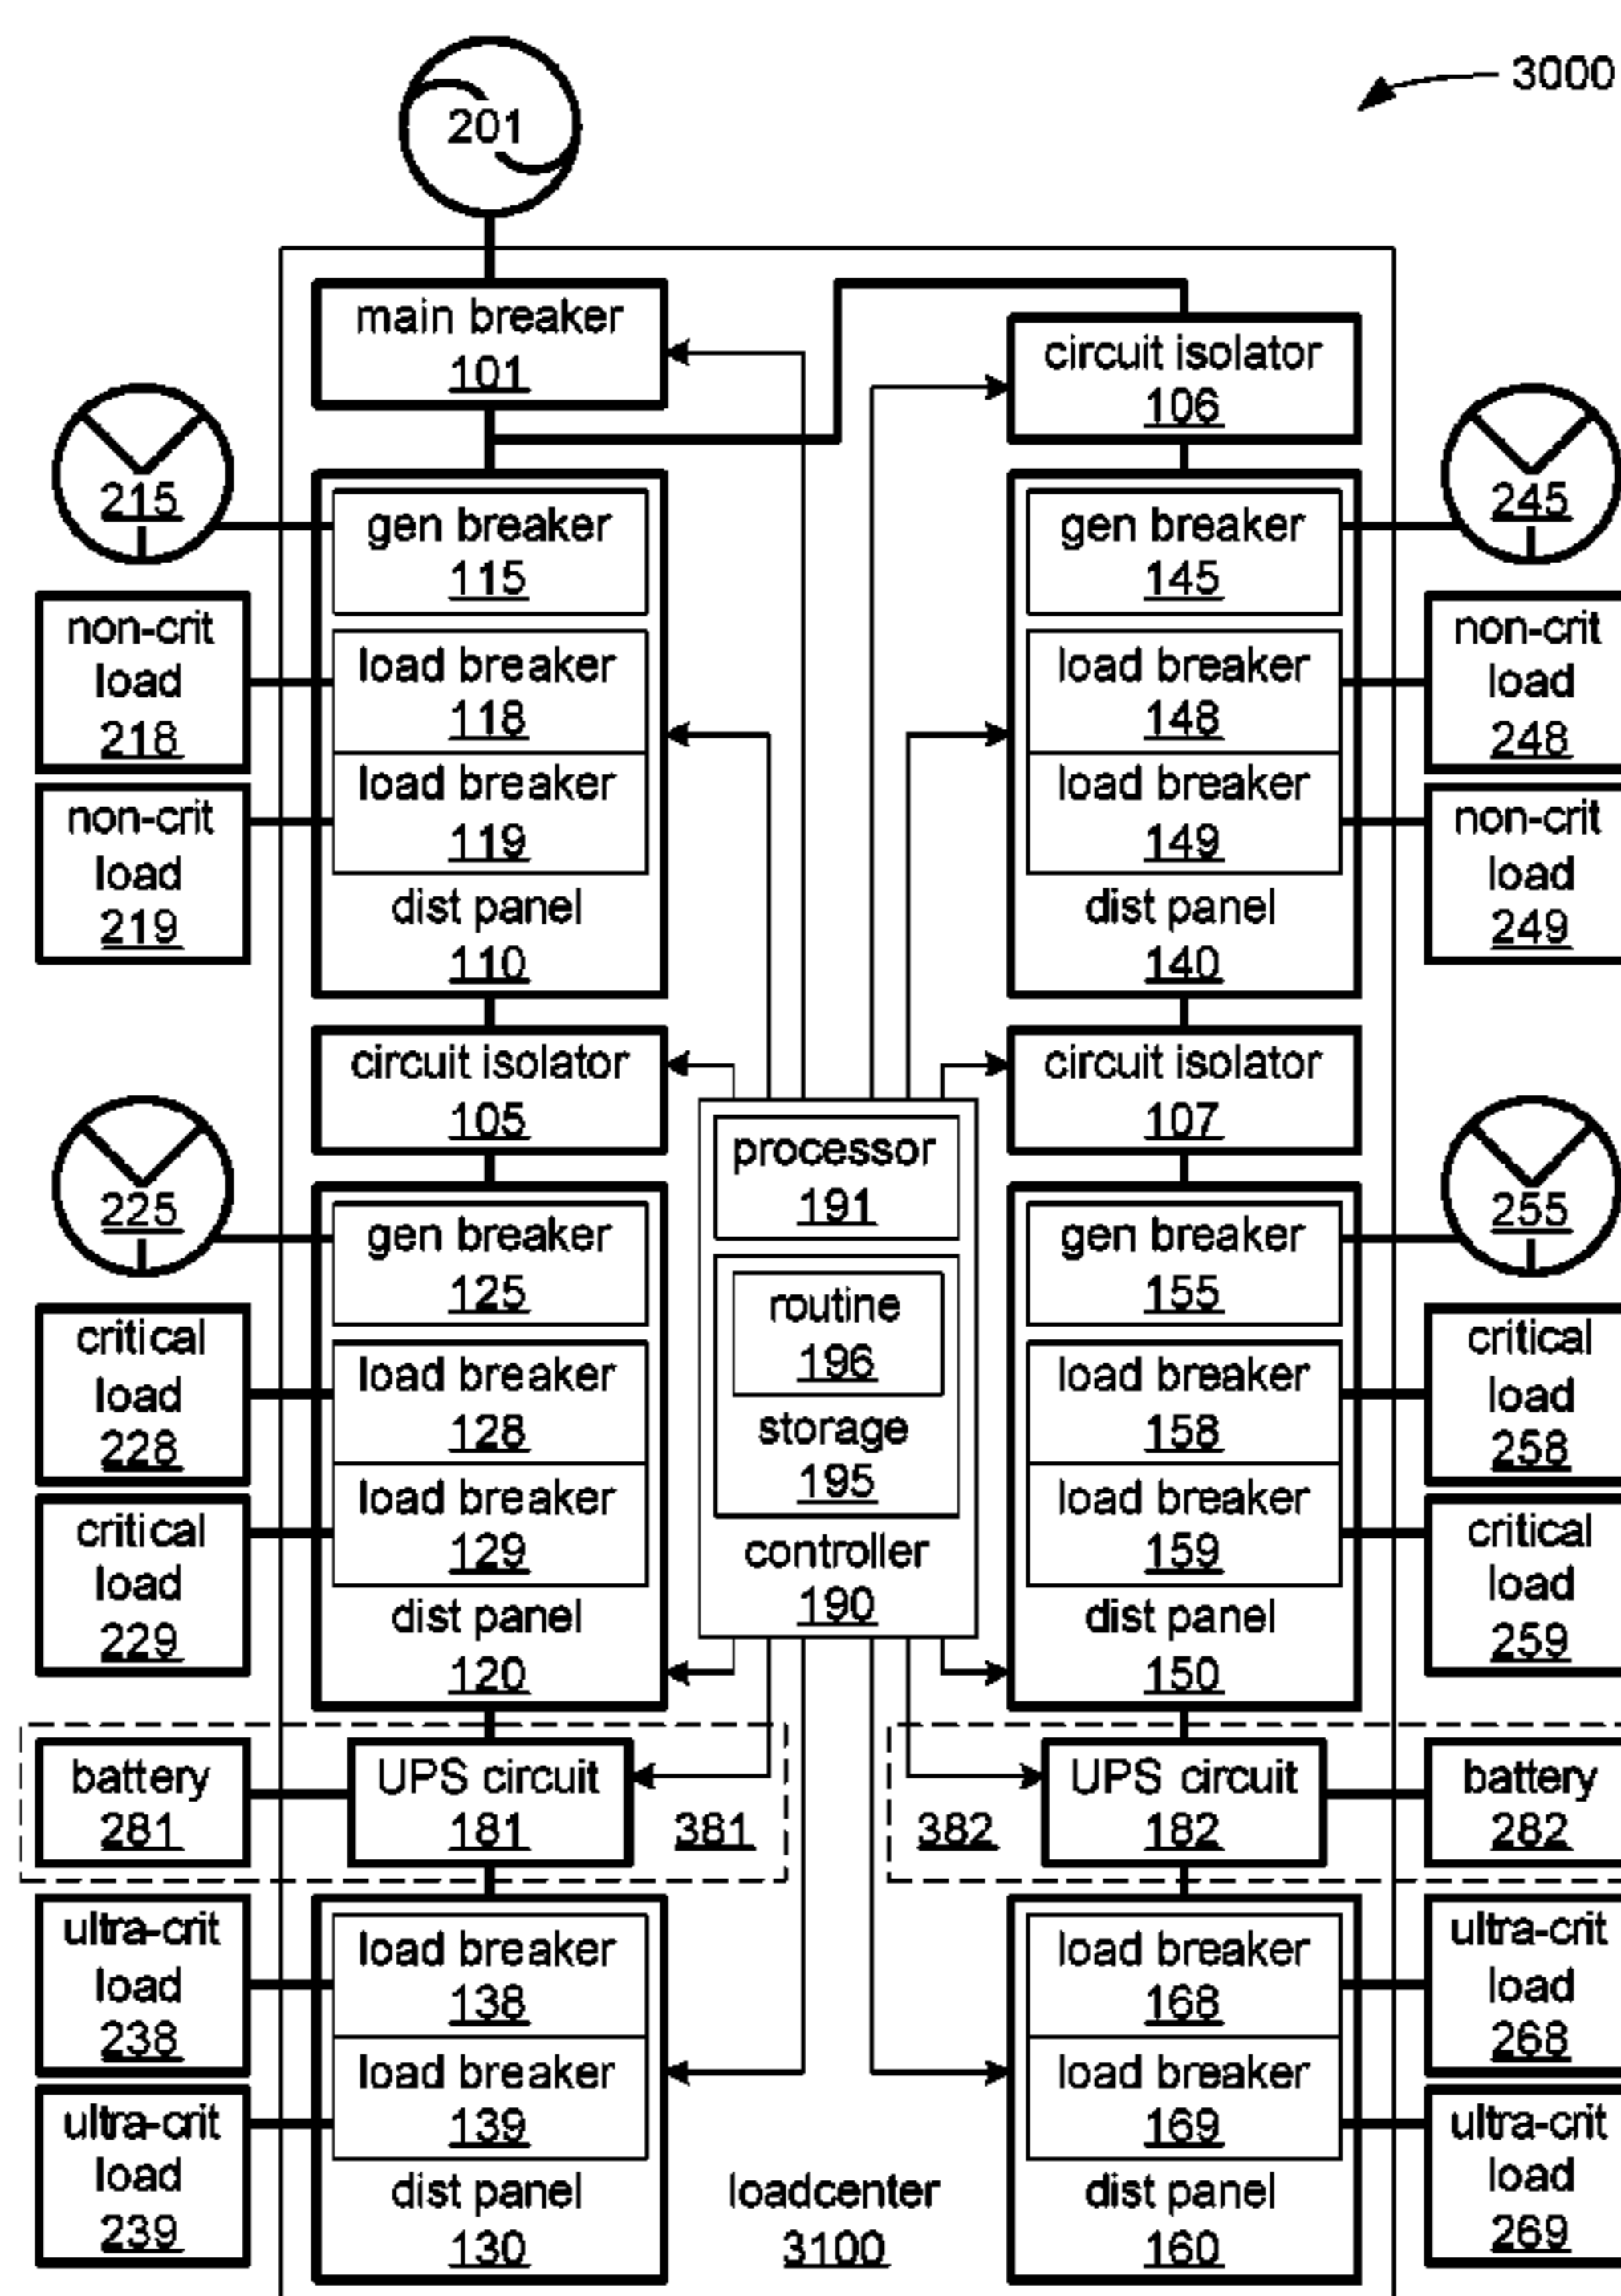 3000
201
main breaker
101
circuit isolator
106
215
gen breaker
115
gen breaker
145
245
non-crit
load
218
load breaker
118
load breaker
148
non-crit
load
248
non-crit
load
219
load breaker
119
load breaker
149
non-crit
load
249
dist panel
110
dist panel
140
circuit isolator
105
circuit isolator
107
processor
191
225
gen breaker
125
gen breaker
155
255
routine
196
storage
195
controller
190
critical
load
228
load breaker
128
load breaker
158
critical
load
258
critical
load
229
load breaker
129
load breaker
159
critical
load
259
dist panel
120
dist panel
150
battery
281
UPS circuit
181
381
382
UPS circuit
182
battery
282
ultra-crit
load
238
load breaker
138
load breaker
168
ultra-crit
load
268
ultra-crit
load
239
load breaker
139
load breaker
169
ultra-crit
load
269
dist panel
130
loadcenter
3100
dist panel
160